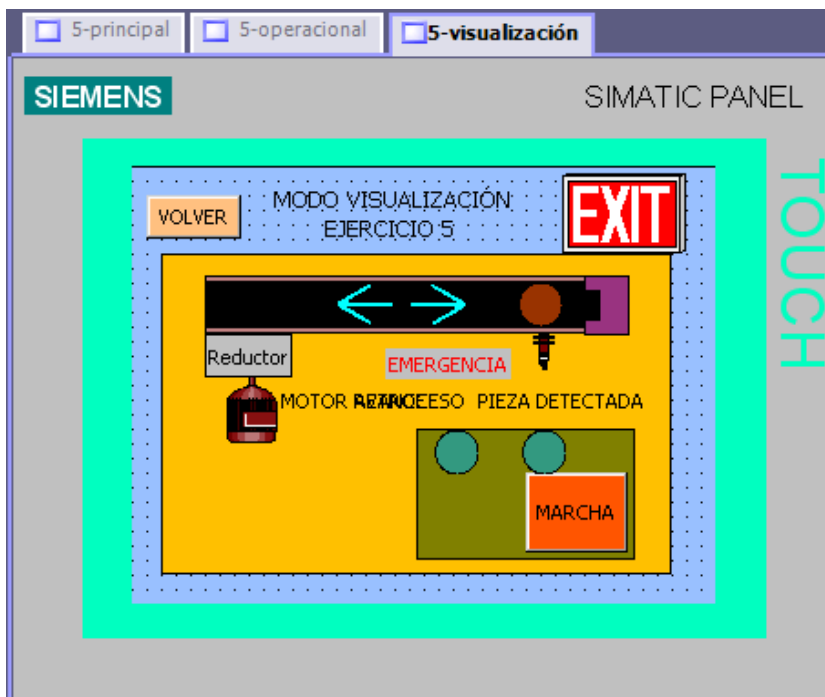 5-principal
5-operacional
5-visualización
SIEMENS
SIMATIC PANEL
TOUCH
VOLVER
MODO VISUALIZACIÓN
EJERCICIO 5
EXIT
Reductor
EMERGENCIA
MOTOR
PIEZA DETECTADA
MARCHA